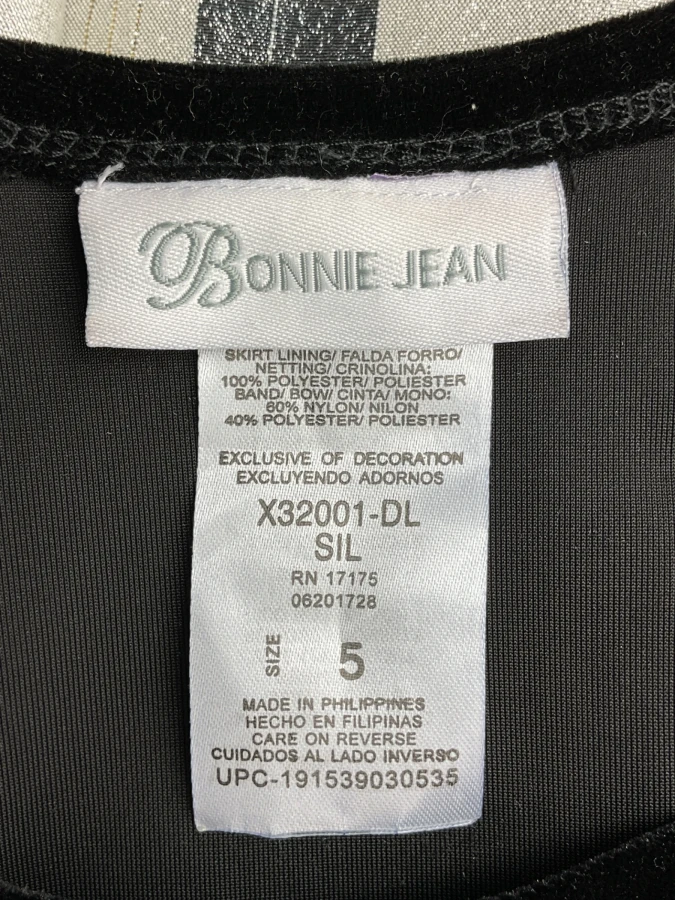 BONNIE JEAN
SKIRT LINING/ FALDA FORRO/
NETTING/ CRINOLINA:
100% POLYESTER/ POLIESTER
BAND/ BOW/ CINTA/ MONO:
60% NYLON/ NILON
40% POLYESTER/ POLIESTER
EXCLUSIVE OF DECORATION
EXCLUYENDO ADORNOS
X32001-DL
SIL
RN 17175
06201728
SIZE 5
MADE IN PHILIPPINES
HECHO EN FILIPINAS
CARE ON REVERSE
CUIDADOS AL LADO INVERSO
UPC-191539030535